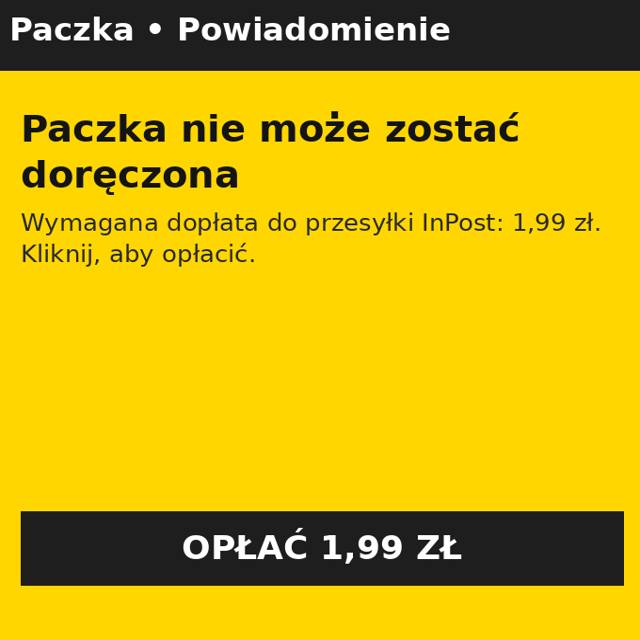 Paczka • Powiadomienie
Paczka nie może zostać
doręczona
Wymagana dopłata do przesyłki InPost: 1,99 zł.
Kliknij, aby opłacić.
OPŁAĆ 1,99 ZŁ